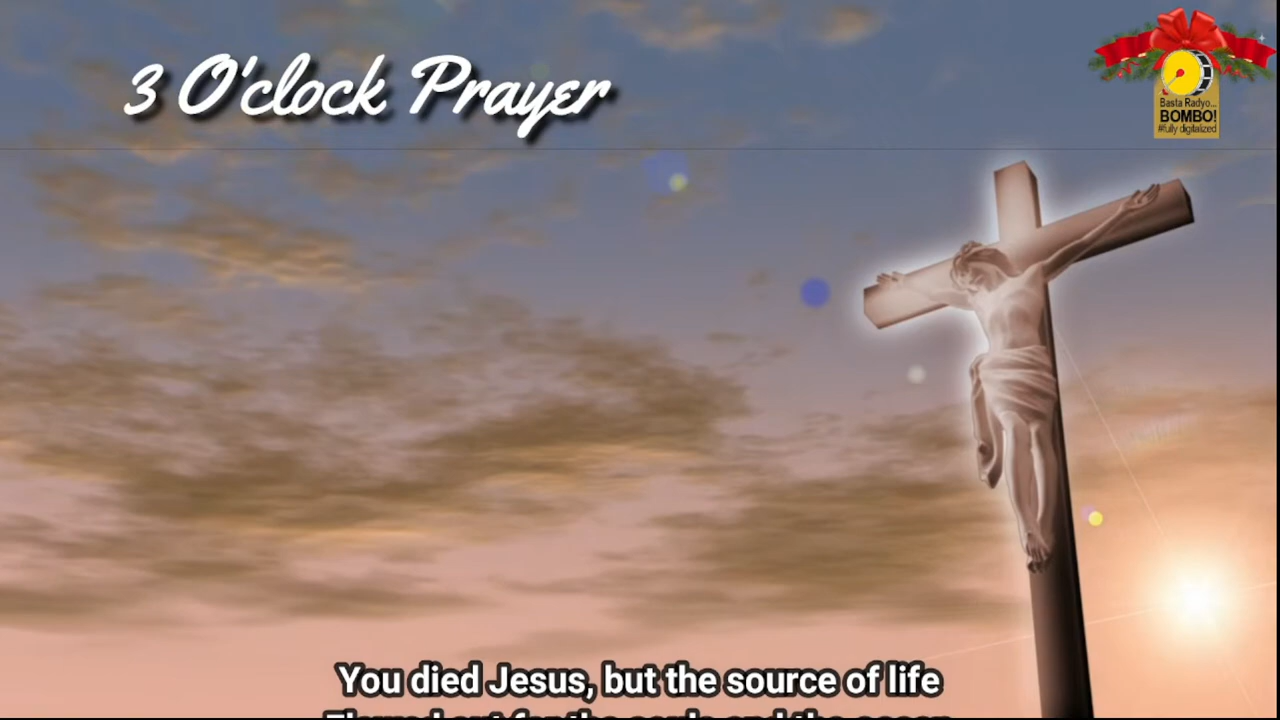 3 O'clock Prayer
Basta Radyo...
BOMBO!
#fully digitalized
You died Jesus, but the source of life